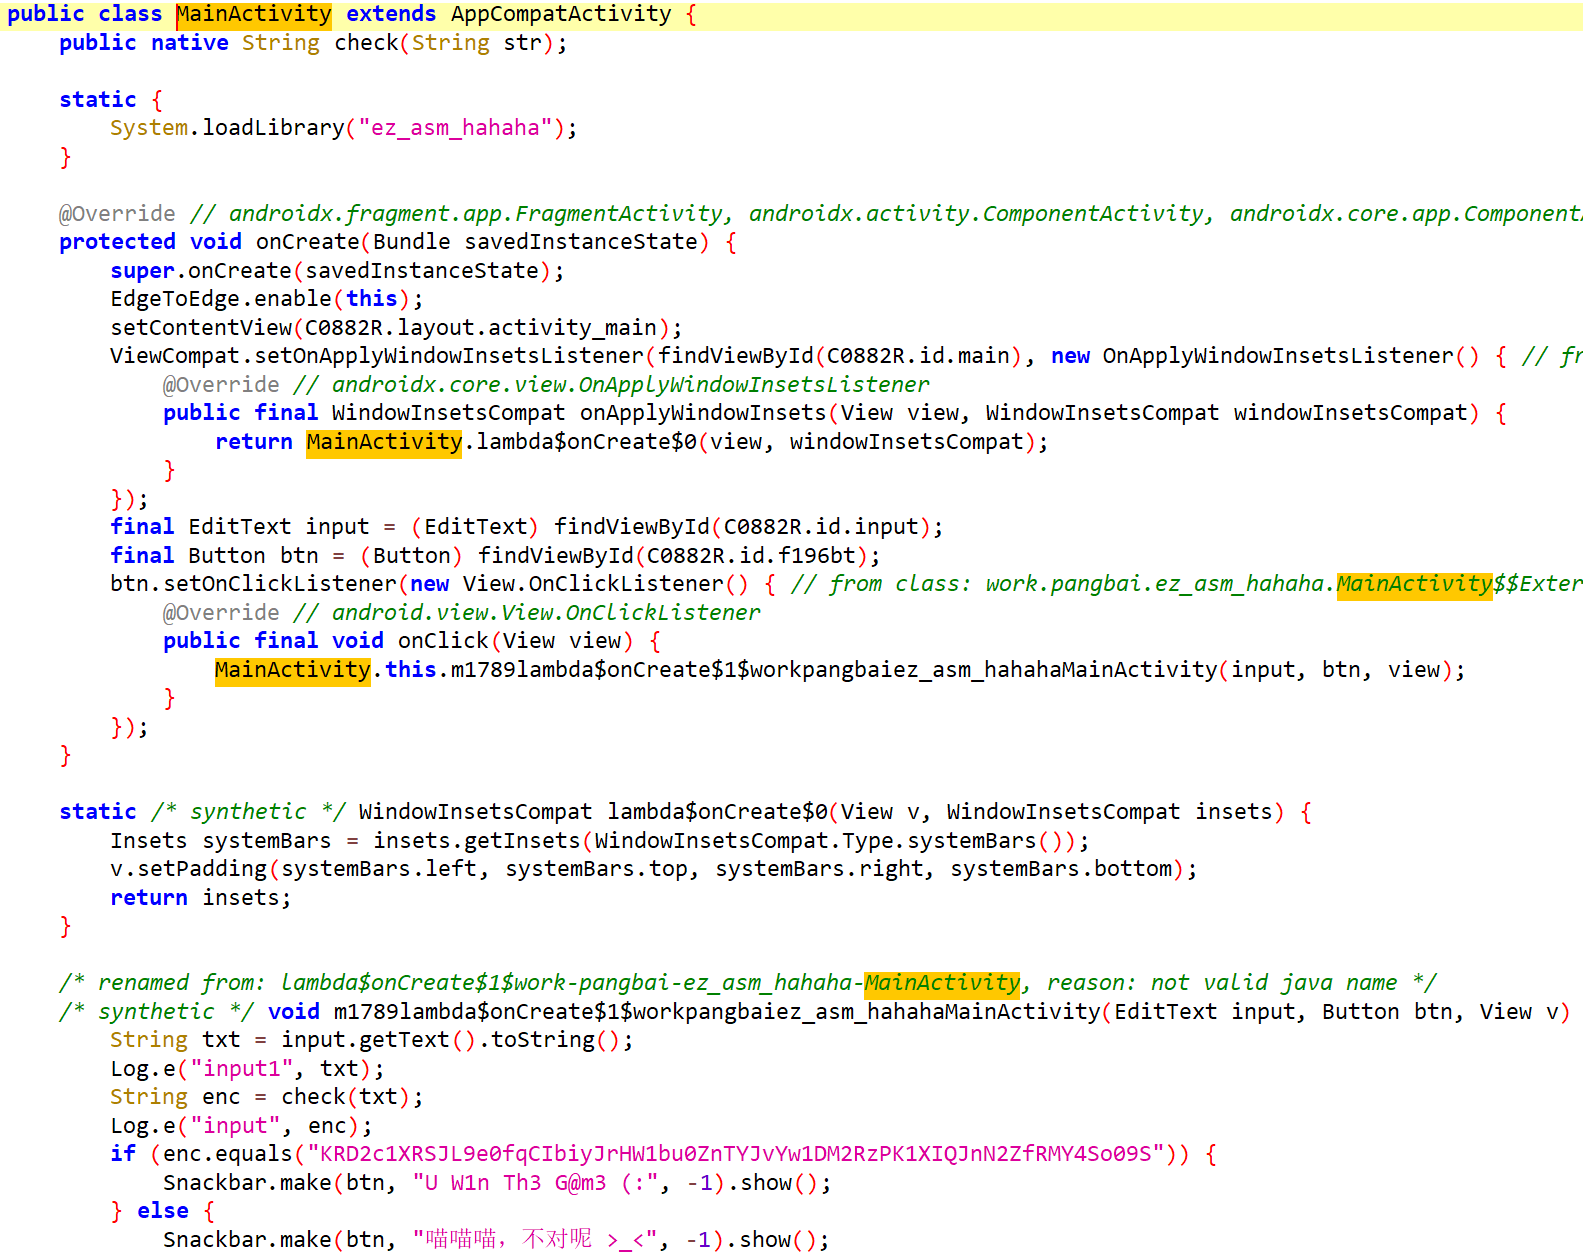 public class MainActivity extends AppCompatActivity {
public native String check(String str);
static {
System.loadLibrary("ez_asm_hahaha");
}
@Override // androidx.fragment.app.FragmentActivity, androidx.activity.ComponentActivity, androidx.core.app.Component
protected void onCreate(Bundle savedInstanceState) {
super.onCreate(savedInstanceState);
EdgeToEdge.enable(this);
setContentView(C0882R.layout.activity_main);
ViewCompat.setOnApplyWindowInsetsListener(findViewById(C0882R.id.main), new OnApplyWindowInsetsListener() { // fr
@Override // androidx.core.view.OnApplyWindowInsetsListener
public final WindowInsetsCompat onApplyWindowInsets(View view, WindowInsetsCompat windowInsetsCompat) {
return MainActivity.lambda$onCreate$0(view, windowInsetsCompat);
}
});
final EditText input = (EditText) findViewById(C0882R.id.input);
final Button btn = (Button) findViewById(C0882R.id.f196bt);
btn.setOnClickListener(new View.OnClickListener() { // from class: work.pangbai.ez_asm_hahaha.MainActivity$$Exter
@Override // android.view.View.OnClickListener
public final void onClick(View view) {
MainActivity.this.m1789lambda$onCreate$1$workpangbaiez_asm_hahahaMainActivity(input, btn, view);
}
});
}
static /* synthetic */ WindowInsetsCompat lambda$onCreate$0(View v, WindowInsetsCompat insets) {
Insets systemBars = insets.getInsets(WindowInsetsCompat.Type.systemBars());
v.setPadding(systemBars.left, systemBars.top, systemBars.right, systemBars.bottom);
return insets;
}
/* renamed from: lambda$onCreate$1$work-pangbai-ez_asm_hahaha-MainActivity, reason: not valid java name */
/* synthetic */ void m1789lambda$onCreate$1$workpangbaiez_asm_hahahaMainActivity(EditText input, Button btn, View v)
String txt = input.getText().toString();
Log.e("input1", txt);
String enc = check(txt);
Log.e("input", enc);
if (enc.equals("KRD2c1XRSJL9e0fqCIbiyJrHW1bu0ZnTYJvYw1DM2RzPK1XIQJnN2ZfRMY4So09S")) {
Snackbar.make(btn, "U W1n Th3 G@m3 (:", -1).show();
} else {
Snackbar.make(btn, "喵喵喵，不对呢 >_<", -1).show();